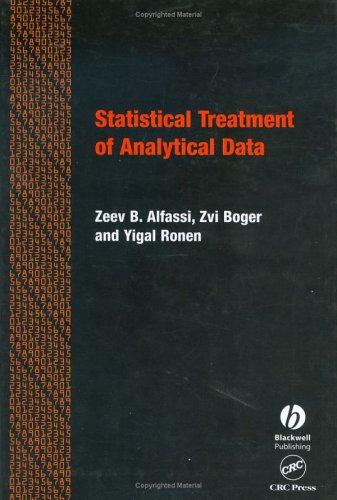 Statistical Treatment
of Analytical Data
Zeev B. Alfassi, Zvi Boger
and Yigal Ronen
Blackwell
Publishing
CRC
CRC Press
Copyrighted Material
Copyrighted Material